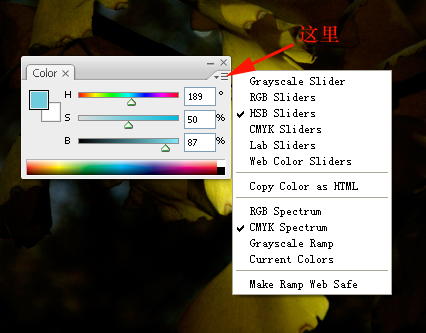 这里
Color
H 189 °
S 50 %
B 87 %
Grayscale Slider
RGB Sliders
HSB Sliders
CMYK Sliders
Lab Sliders
Web Color Sliders
Copy Color as HTML
RGB Spectrum
CMYK Spectrum
Grayscale Ramp
Current Colors
Make Ramp Web Safe